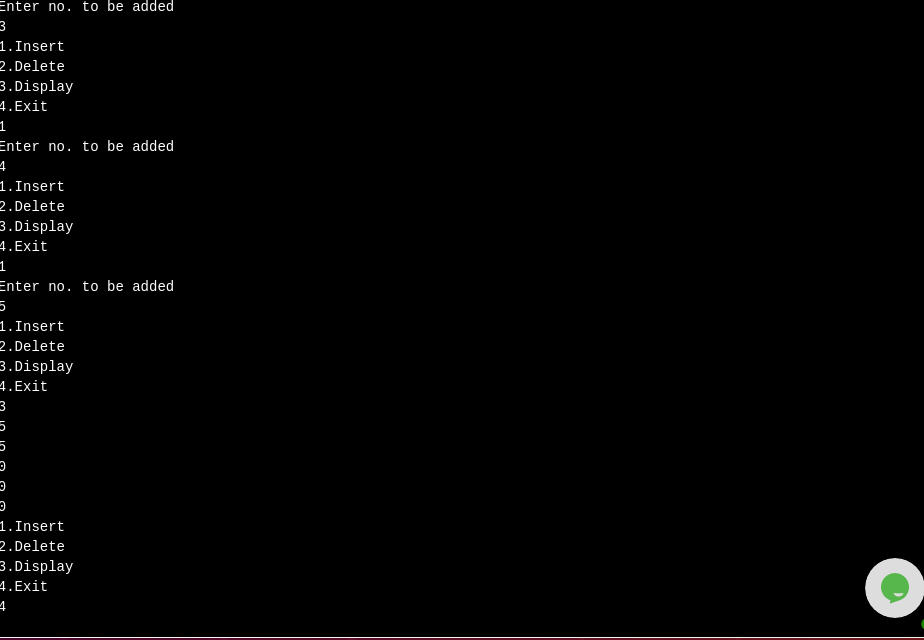 Enter no. to be added
3
1.Insert
2.Delete
3.Display
4.Exit
1
Enter no. to be added
4
1.Insert
2.Delete
3.Display
4.Exit
1
Enter no. to be added
5
1.Insert
2.Delete
3.Display
4.Exit
3
5
5
0
0
0
1.Insert
2.Delete
3.Display
4.Exit
4